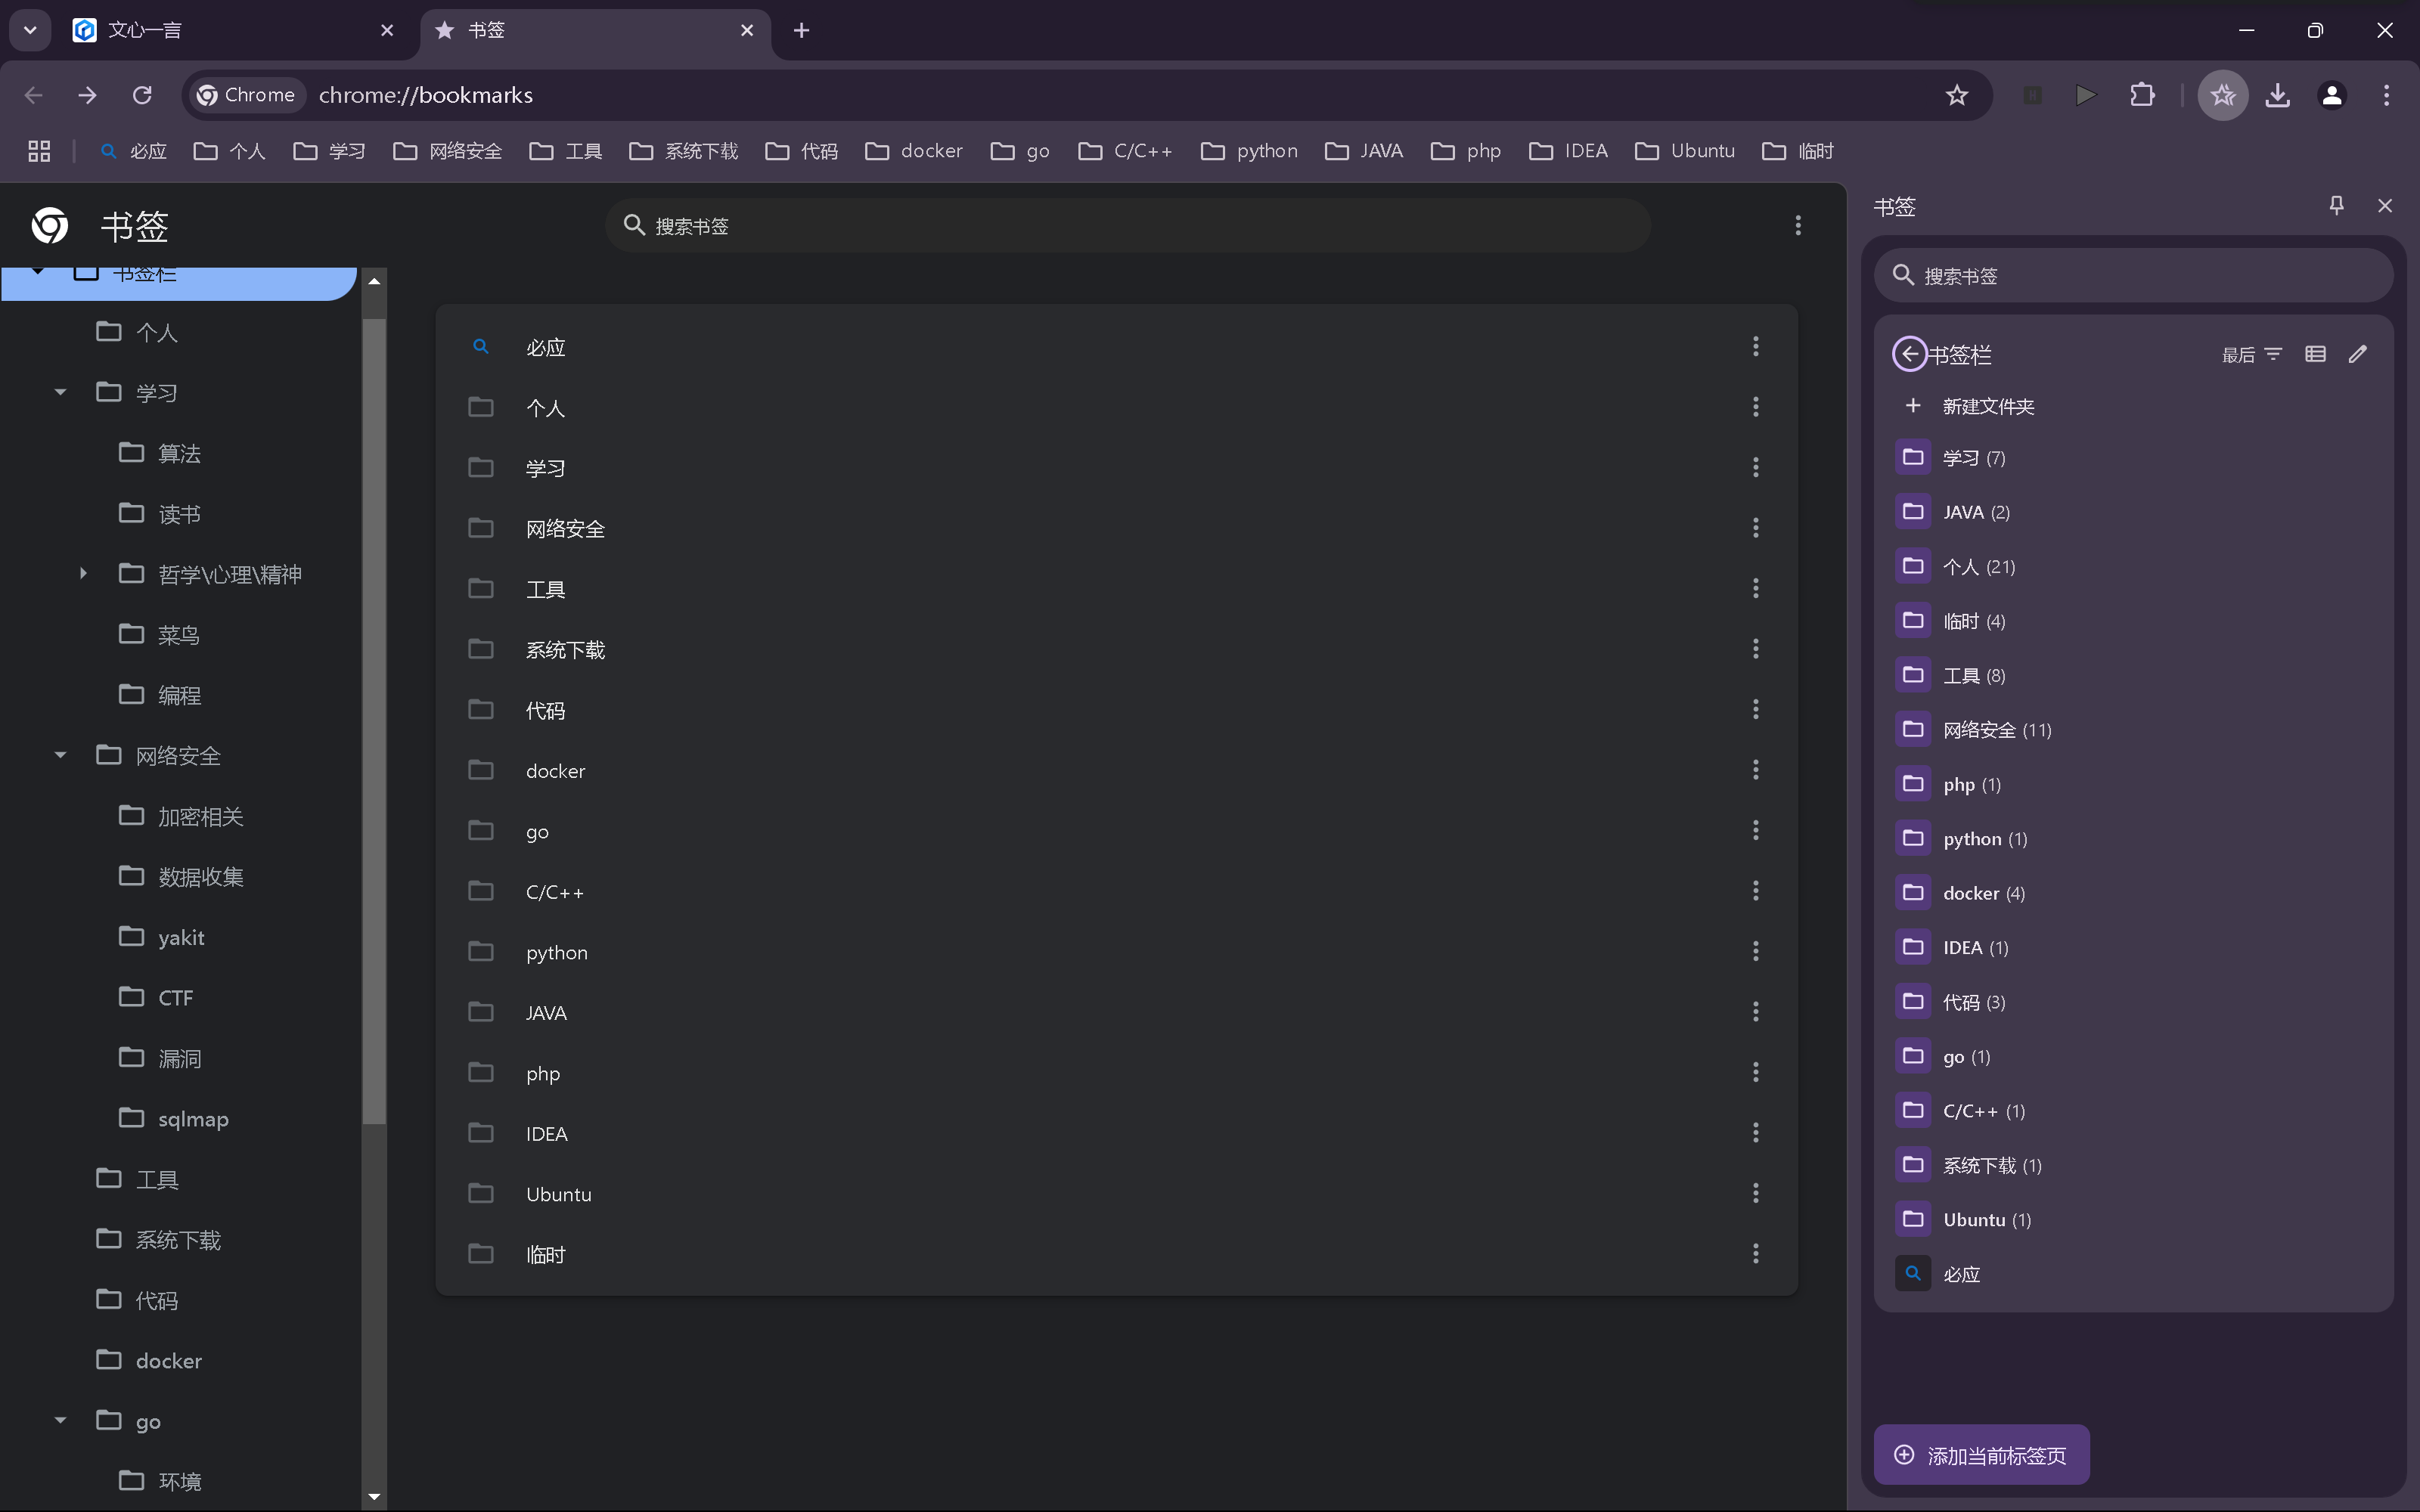 文心一言
书签
Chrome
chrome://bookmarks
必应
个人
学习
网络安全
工具
系统下载
代码
docker
go
C/C++
python
JAVA
php
IDEA
Ubuntu
临时
书签
搜索书签
书签栏
个人
学习
算法
读书
哲学\心理\精神
菜鸟
编程
网络安全
加密相关
数据收集
yakit
CTF
漏洞
sqlmap
工具
系统下载
代码
docker
go
环境
必应
个人
学习
网络安全
工具
系统下载
代码
docker
go
C/C++
python
JAVA
php
IDEA
Ubuntu
临时
书签
搜索书签
书签栏
最后
新建文件夹
学习 (7)
JAVA (2)
个人 (21)
临时 (4)
工具 (8)
网络安全 (11)
php (1)
python (1)
docker (4)
IDEA (1)
代码 (3)
go (1)
C/C++ (1)
系统下载 (1)
Ubuntu (1)
必应
添加当前标签页